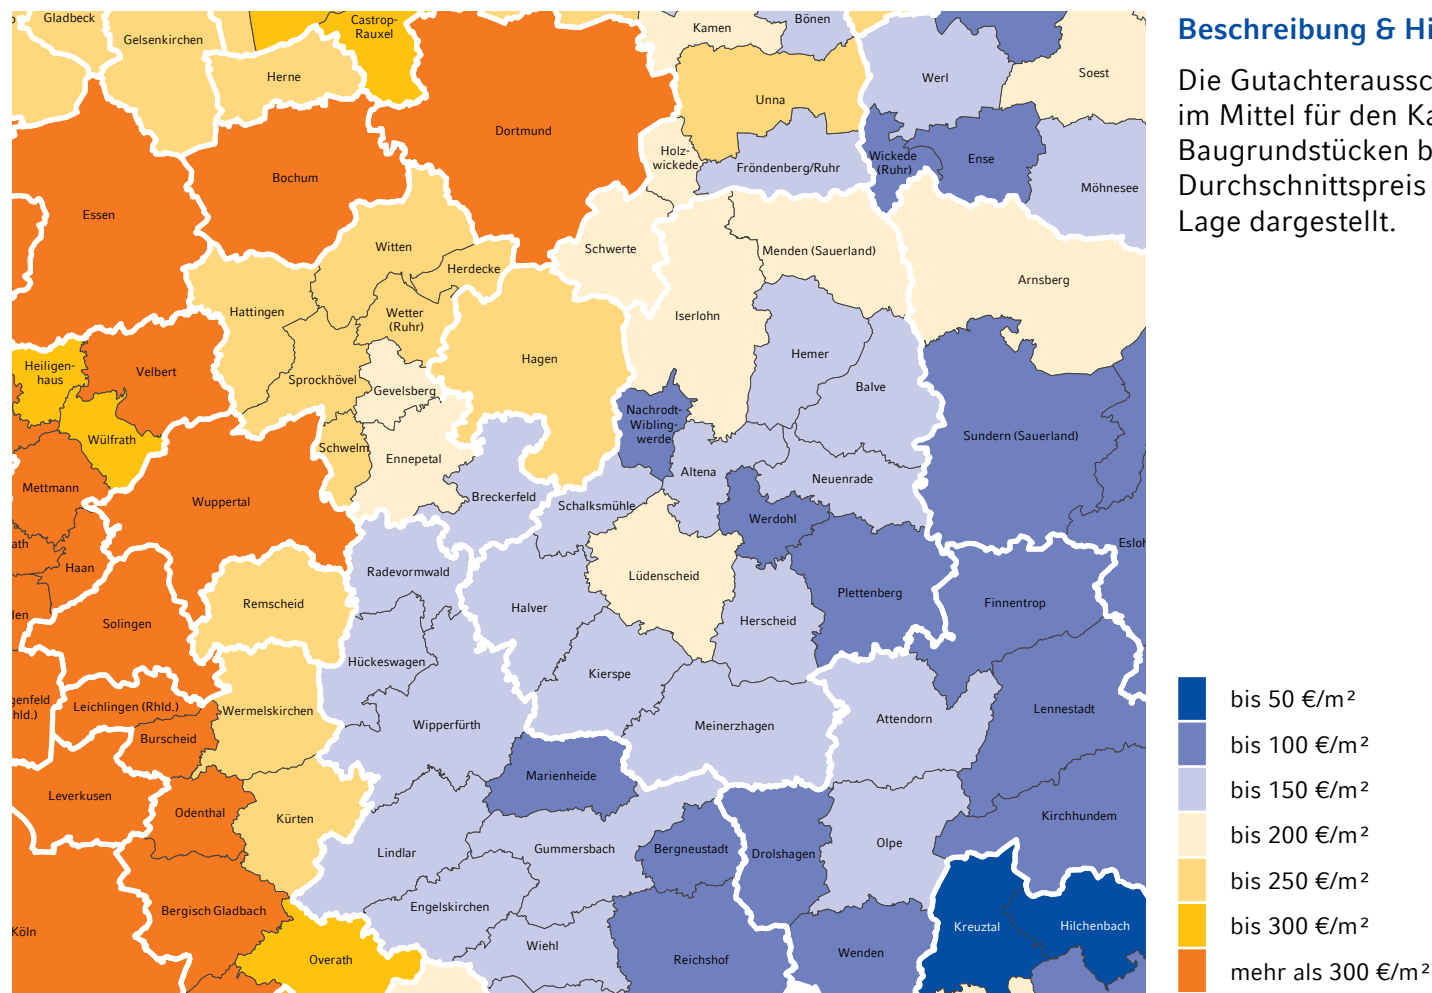 Gladbeck
Gelsenkirchen
Castrop-
Rauxel
Herne
Kamen
Bönen
Werl
Soest
Unna
Dortmund
Holz-
wickede
Fröndenberg/Ruhr
Wickede
(Ruhr)
Ense
Möhnesee
Bochum
Essen
Witten
Herdecke
Schwerte
Menden (Sauerland)
Arnsberg
Hattingen
Wetter
(Ruhr)
Iserlohn
Hagen
Hemer
Balve
Heiligen-
haus
Velbert
Sprockhövel
Gevelsberg
Nachrodt-
Wibling-
werde
Sundern (Sauerland)
Wülfrath
Schwelm
Ennepetal
Altena
Neuenrade
Mettmann
Wuppertal
Breckerfeld
Schalksmühle
Werdohl
ath
Esloh
Haan
Radevormwald
Lüdenscheid
Plettenberg
Finnentrop
den
Solingen
Remscheid
Halver
Herscheid
Hückeswagen
Kierspe
genfeld
hld.)
Leichlingen (Rhld.)
Wermelskirchen
Burscheid
Wipperfürth
Meinerzhagen
Attendorn
Lennestadt
Leverkusen
Marienheide
Odenthal
Kürten
Kirchhundem
Lindlar
Gummersbach
Bergneustadt
Drolshagen
Olpe
Bergisch Gladbach
Engelskirchen
Köln
Kreuztal
Hilchenbach
Overath
Wiehl
Reichshof
Wenden
Beschreibung & Hi
Die Gutachteraussc
im Mittel für den Ka
Baugrundstücken b
Durchschnittspreis
Lage dargestellt.
bis 50 €/m²
bis 100 €/m²
bis 150 €/m²
bis 200 €/m²
bis 250 €/m²
bis 300 €/m²
mehr als 300 €/m²